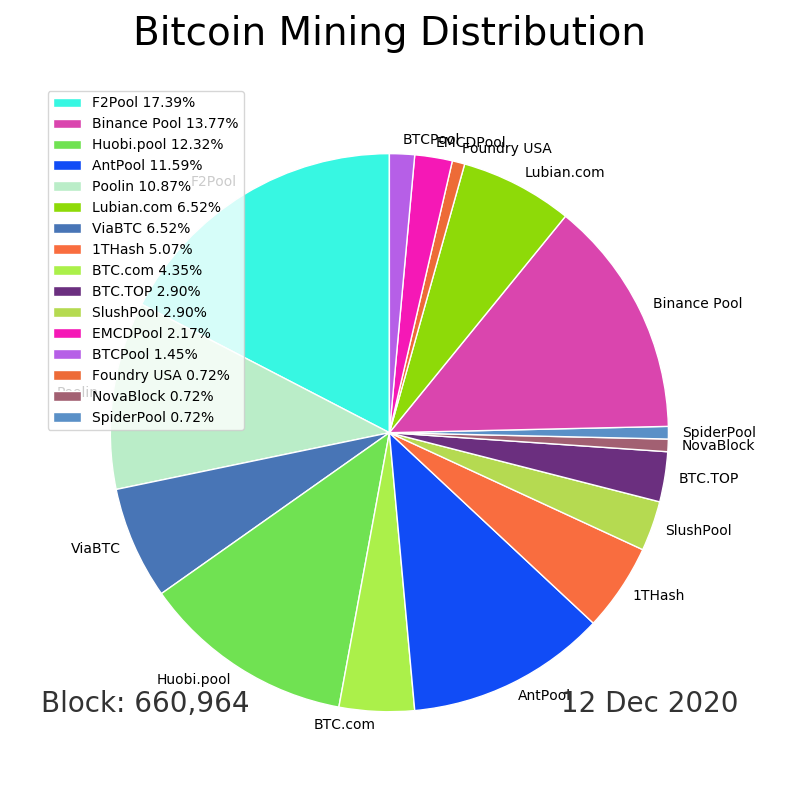 Bitcoin Mining Distribution
F2Pool 17.39%
Binance Pool 13.77%
Huobi.pool 12.32%
AntPool 11.59%
Poolin 10.87%
Lubian.com 6.52%
ViaBTC 6.52%
1THash 5.07%
BTC.com 4.35%
BTC.TOP 2.90%
SlushPool 2.90%
EMCDPool 2.17%
BTCPool 1.45%
Foundry USA 0.72%
NovaBlock 0.72%
SpiderPool 0.72%
BTCPool
EMCDPool
Foundry USA
Lubian.com
F2Pool
Binance Pool
Poolin
SpiderPool
NovaBlock
BTC.TOP
SlushPool
ViaBTC
1THash
Huobi.pool
AntPool
BTC.com
Block: 660,964
12 Dec 2020